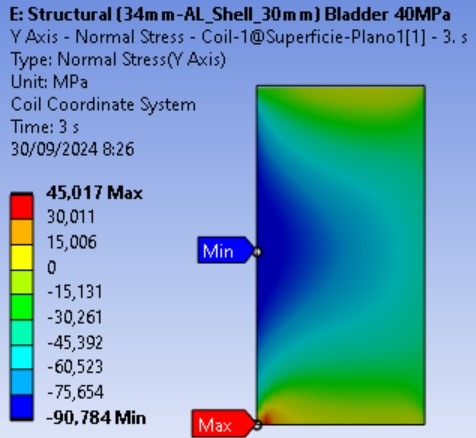 E: Structural (34mm-AL_Shell_30mm) Bladder 40MPa
Y Axis - Normal Stress - Coil-1@Superficie-Plano1[1] - 3. s
Type: Normal Stress(Y Axis)
Unit: MPa
Coil Coordinate System
Time: 3 s
30/09/2024 8:26
45,017 Max
30,011
15,006
0
-15,131
-30,261
-45,392
-60,523
-75,654
-90,784 Min
Min
Max